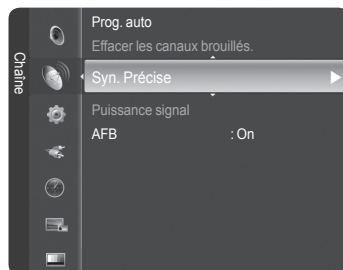 Chaîne
Prog. auto
Effacer les canaux brouillés.
Syn. Précise
Puissance signal
AFB : On